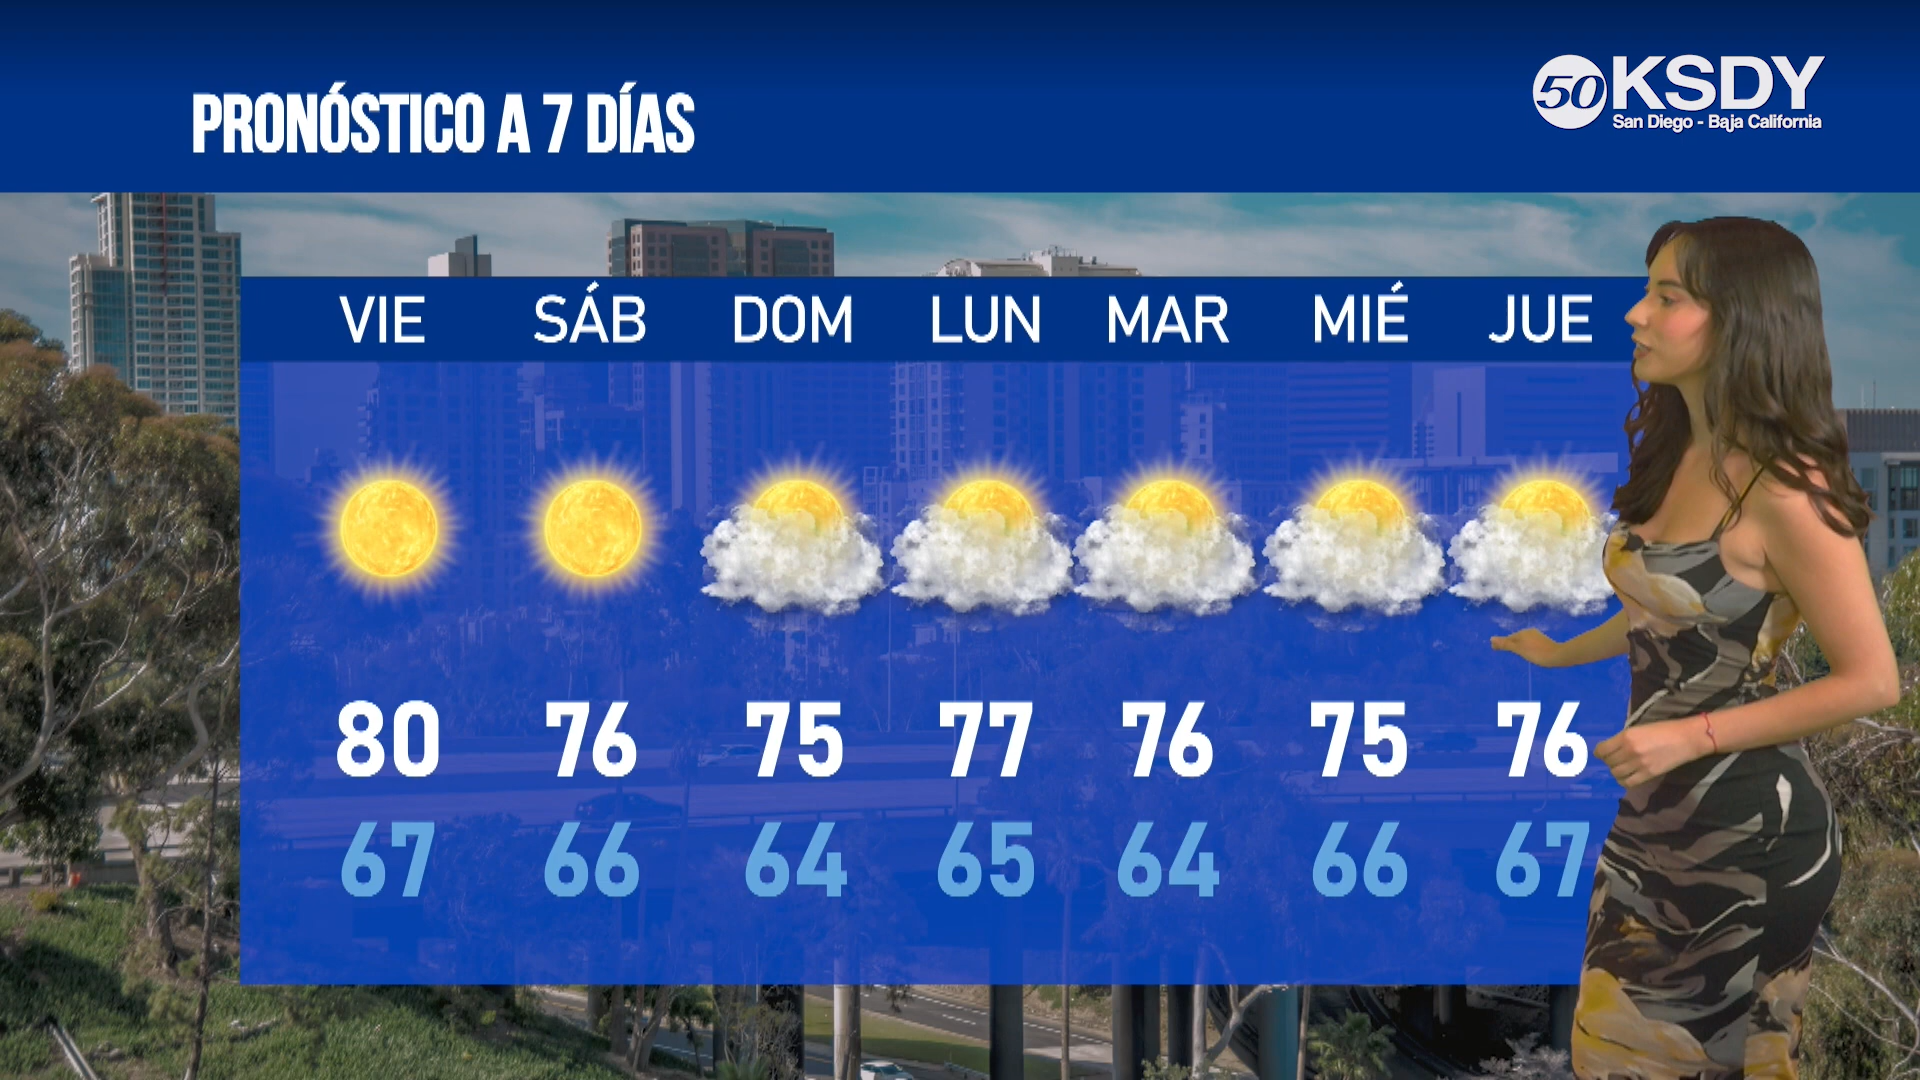 PRONÓSTICO A 7 DÍAS
50 KSDY
San Diego - Baja California
VIE SÁB DOM LUN MAR MIÉ JUE
80 76 75 77 76 75 76
67 66 64 65 64 66 67